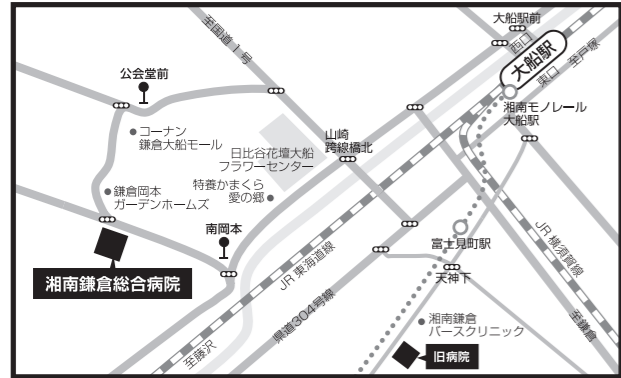 大船駅前
至国道1号
西口
大船駅
東口
至戸塚
公会堂前
湘南モノレール
大船駅
コーナン
鎌倉大船モール
日比谷花壇大船
フラワーセンター
山崎
跨線橋北
鎌倉岡本
ガーデンホームズ
特養かまくら
愛の郷
南岡本
富士見町駅
JR東海道線
JR横須賀線
湘南鎌倉総合病院
天神下
県道304号線
至鎌倉
湘南鎌倉
バースクリニック
至藤沢
旧病院